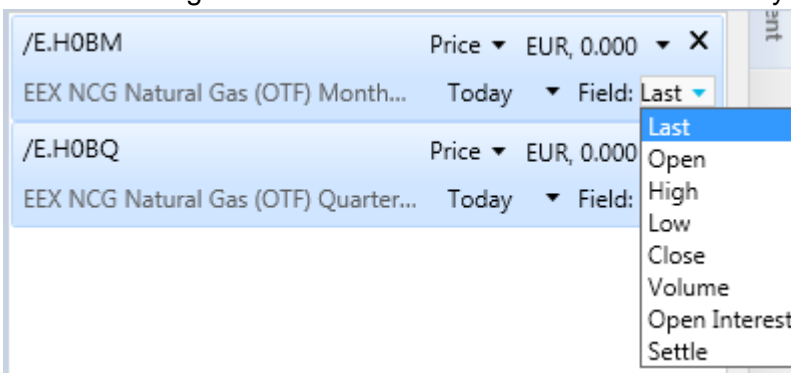 /E.H0BM Price EUR, 0.000 X
EEX NCG Natural Gas (OTF) Month... Today Field: Last
/E.H0BQ Price EUR, 0.000
EEX NCG Natural Gas (OTF) Quarter... Today Field:
Last
Open
High
Low
Close
Volume
Open Interest
Settle